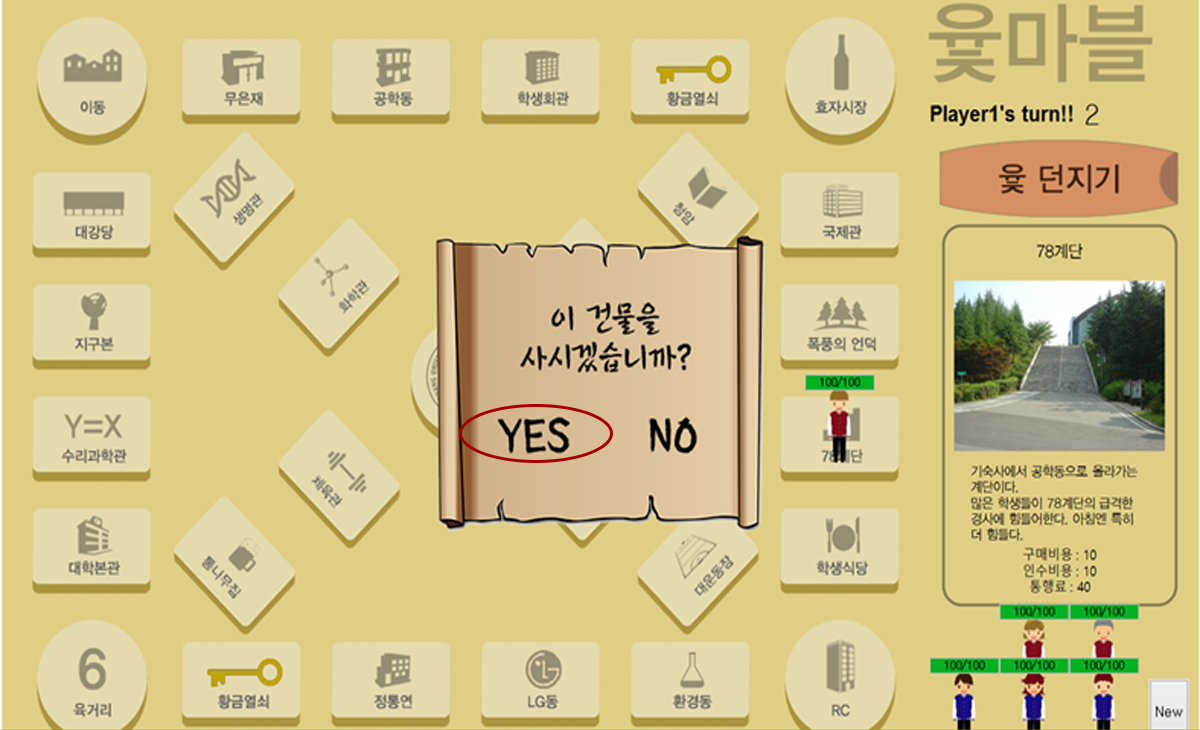 윷마블
이동
무은재
공학동
학생회관
황금열쇠
효자시장
Player1's turn!! 2
윷 던지기
생명관
청암
대강당
국제관
78계단
화학관
이 건물을
사시겠습니까?
지구본
폭풍의 언덕
100/100
YES
NO
Y=X
수리과학관
78계단
체육관
기숙사에서 공학동으로 올라가는
계단이다.
많은 학생들이 78계단의 급격한
경사에 힘들어한다. 아침엔 특히
더 힘들다.
구매비용 : 10
인수비용 : 10
통행료 : 40
대학본관
통나무집
대운동장
학생식당
100/100
100/100
100/100
100/100
100/100
6
육거리
황금열쇠
정통연
LG동
환경동
RC
New